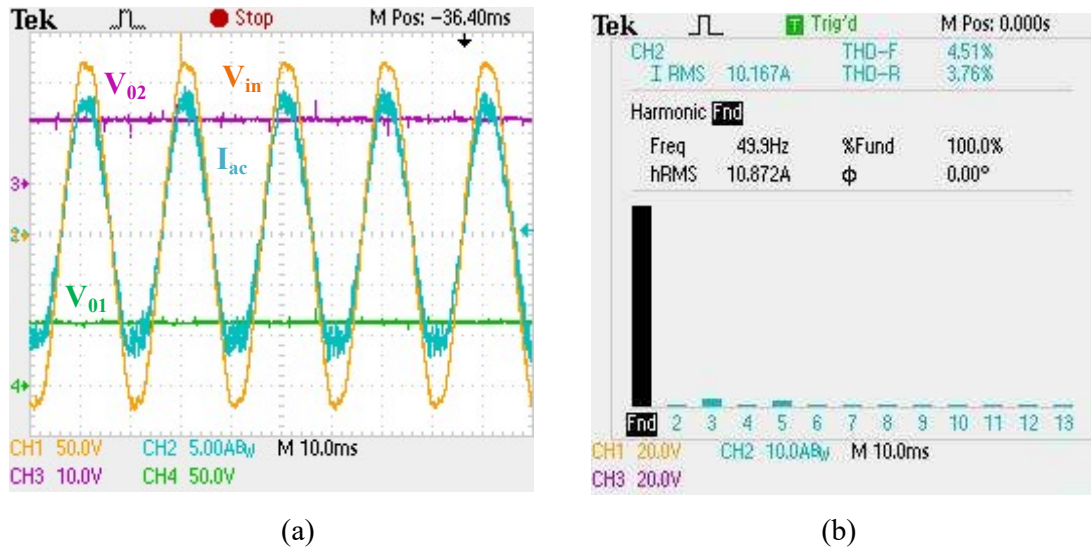 Tek Stop M Pos: -36.40ms
V02 Vin
Iac
3
2
V01
4
CH1 50.0V CH2 5.00ABW M 10.0ms
CH3 10.0V CH4 50.0V
(a)
Tek T Trig'd M Pos: 0.000s
CH2 THD-F 4.51%
I RMS 10.167A THD-R 3.76%
Harmonic Fnd
Freq 49.9Hz %Fund 100.0%
hRMS 10.872A ϕ 0.00°
Fnd 2 3 4 5 6 7 8 9 10 11 12 13
CH1 20.0V CH2 10.0ABW M 10.0ms
CH3 20.0V
(b)